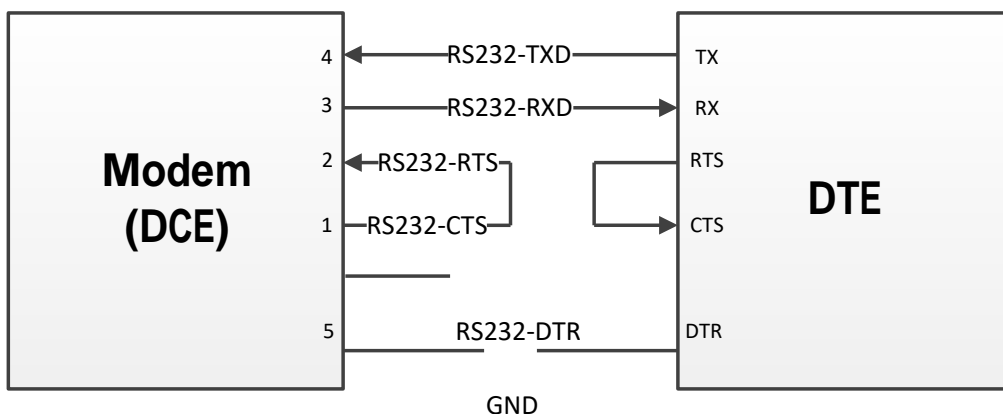 4 RS232-TXD TX
3 RS232-RXD RX
2 RS232-RTS RTS
Modem
(DCE)
DTE
1 RS232-CTS CTS
5 RS232-DTR DTR
GND